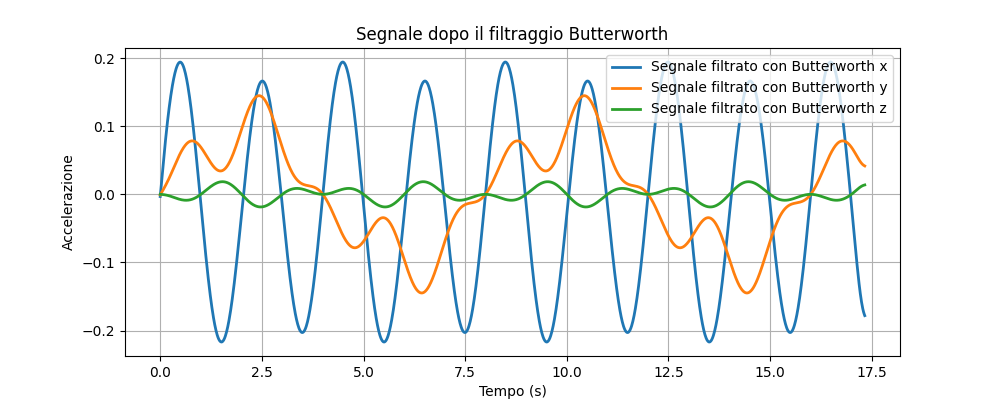 Segnale dopo il filtraggio Butterworth
Segnale filtrato con Butterworth x
Segnale filtrato con Butterworth y
Segnale filtrato con Butterworth z
Accelerazione
0.2
0.1
0.0
−0.1
−0.2
0.0 2.5 5.0 7.5 10.0 12.5 15.0 17.5
Tempo (s)